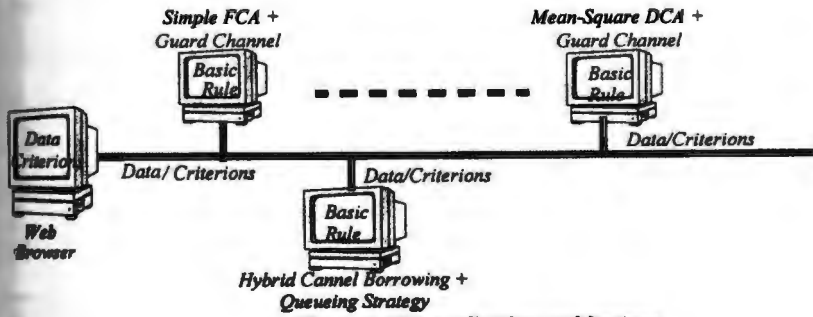 Simple FCA +
Guard Channel
Basic
Rule
Mean-Square DCA +
Guard Channel
Basic
Rule
Data
Criterions
Data/ Criterions
Data/Criterions
Data/Criterions
Web
Browser
Basic
Rule
Hybrid Cannel Borrowing +
Queueing Strategy